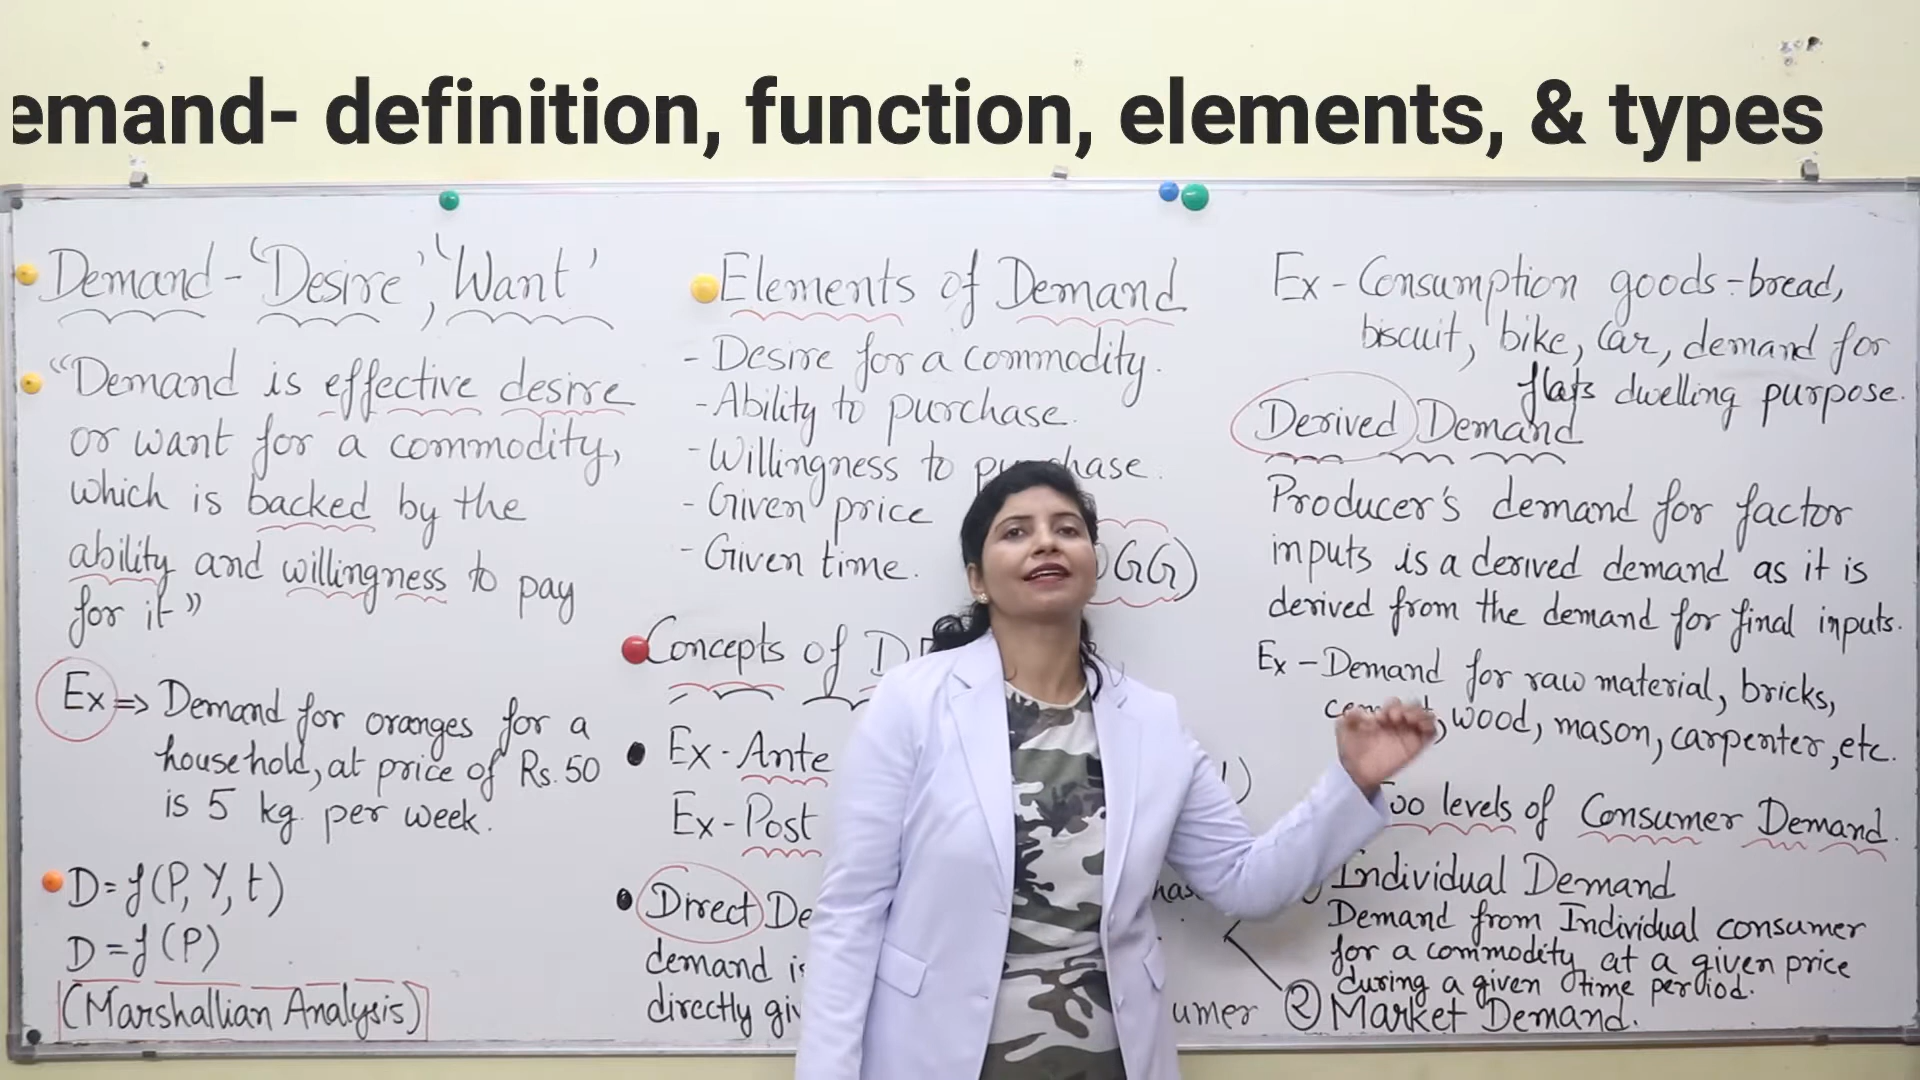 emand- definition, function, elements, & types
Demand - 'Desire', 'Want'
"Demand is effective desire
or want for a commodity,
which is backed by the
ability and willingness to pay
for it"
Ex => Demand for oranges for a
household, at price of Rs. 50
is 5 kg per week.
D = f(P, Y, t)
D = f(P)
(Marshallian Analysis)
Elements of Demand
- Desire for a commodity.
- Ability to purchase.
- Willingness to purchase.
- Given price
- Given time.
GG)
Concepts of D
Ex - Ante
Ex - Post
Direct De
demand is
directly giv
umer
Ex - Consumption goods - bread,
biscuit, bike, car, demand for
flats dwelling purpose.
Derived Demand
Producer's demand for factor
inputs is a derived demand as it is
derived from the demand for final inputs.
Ex - Demand for raw material, bricks,
cement, wood, mason, carpenter, etc.
levels of Consumer Demand.
Individual Demand
Demand from Individual consumer
for a commodity at a given price
during a given time period.
② Market Demand.